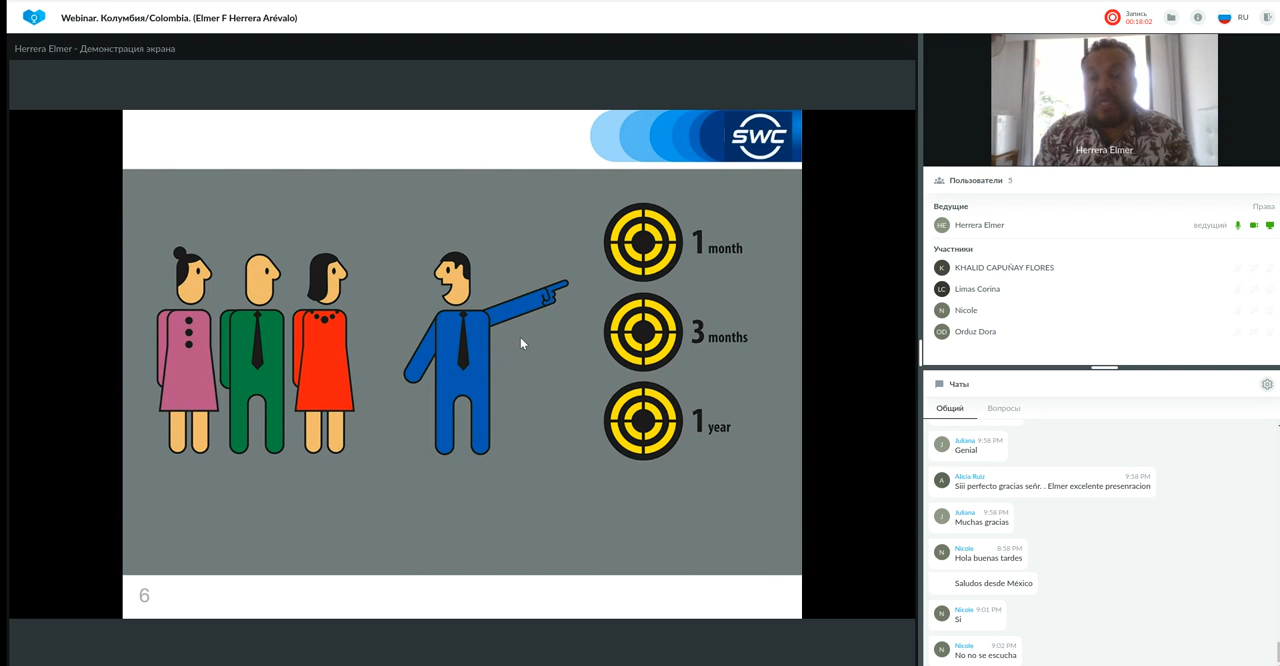 Webinar. Колумбия/Colombia. (Elmer F Herrera Arévalo)
Запись
00:18:02
RU
Herrera Elmer - Демонстрация экрана
SWC
1 month
3 months
1 year
6
Herrera Elmer
Пользователи 5
Ведущие Права
HE Herrera Elmer ведущий
Участники
K KHALID CAPUÑAY FLORES
LC Limas Corina
N Nicole
OD Orduz Dora
Чаты
Общий Вопросы
J Juliana 9:58 PM
Genial
A Alicia Ruiz 9:58 PM
Siii perfecto gracias señr. . Elmer excelente presenracion
J Juliana 9:58 PM
Muchas gracias
N Nicole 8:58 PM
Hola buenas tardes
Saludos desde México
N Nicole 9:01 PM
Si
N Nicole 9:02 PM
No no se escucha